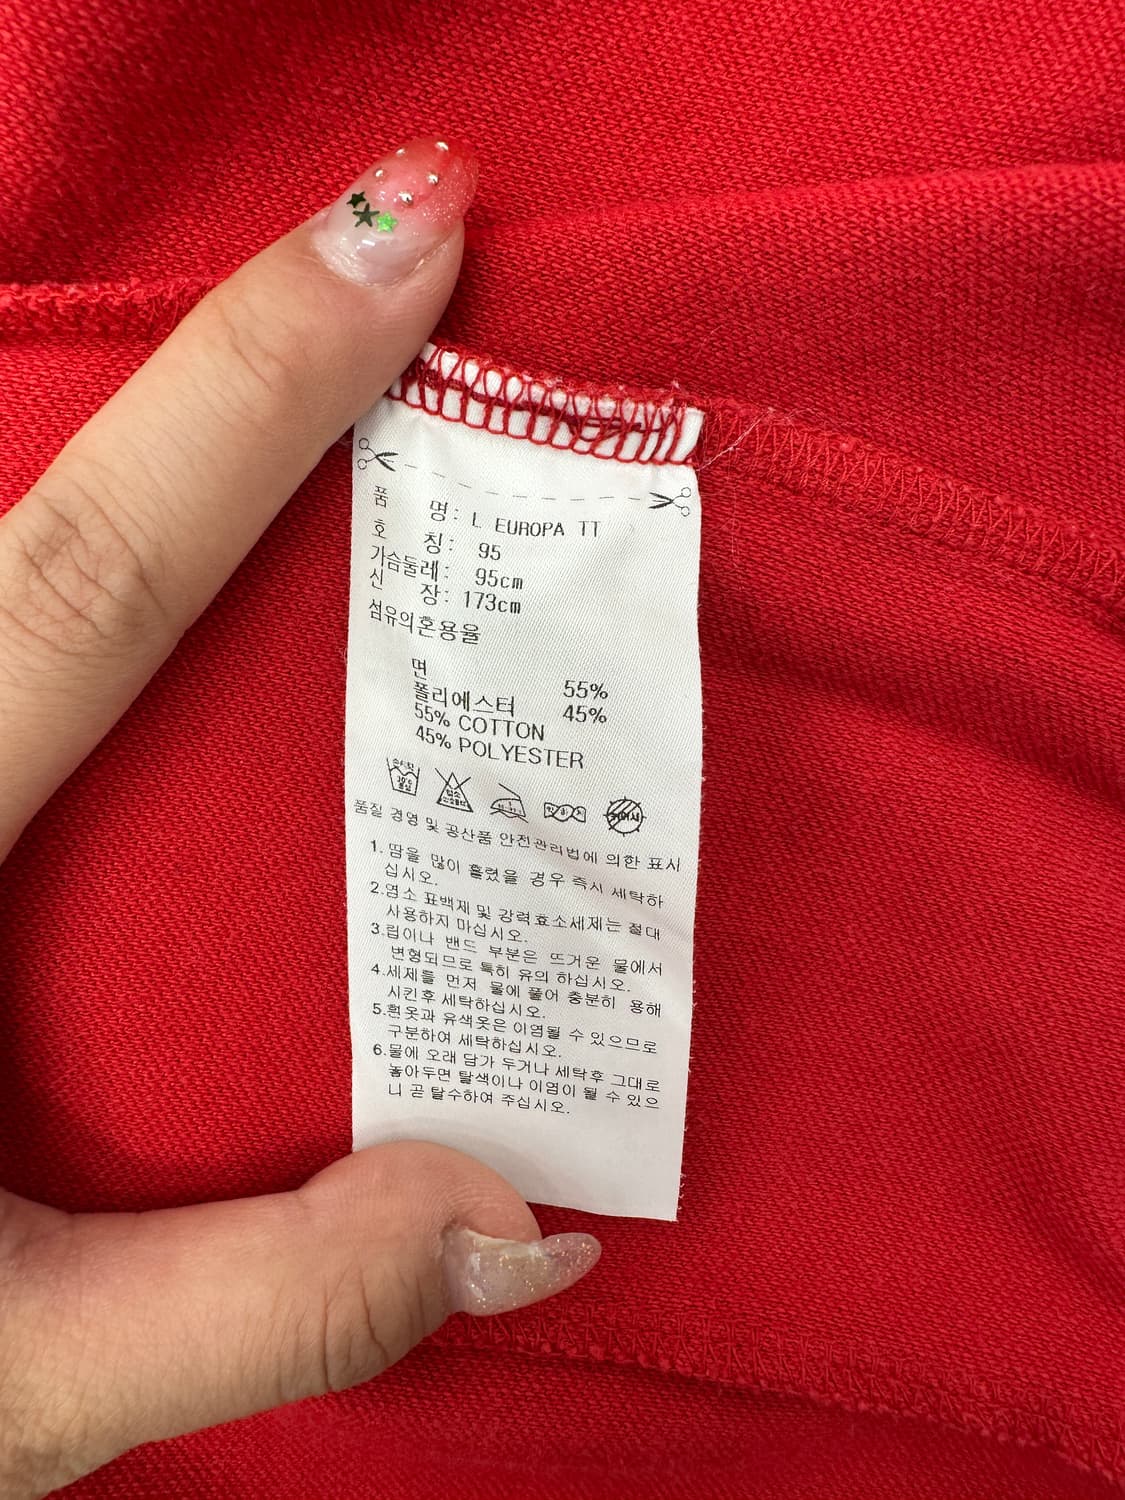 품 명: L EUROPA TT
호 칭: 95
가슴둘레: 95cm
신 장: 173cm
섬유의혼용율
면 55%
폴리에스터 45%
55% COTTON
45% POLYESTER
30℃
품질 경영 및 공산품 안전관리법에 의한 표시
1. 땀을 많이 흘렸을 경우 즉시 세탁하
십시오.
2.염소 표백제 및 강력효소세제는 절대
사용하지 마십시오.
3.립이나 밴드 부분은 뜨거운 물에서
변형되므로 특히 유의 하십시오.
4.세제를 먼저 물에 풀어 충분히 용해
시킨후 세탁하십시오.
5.흰옷과 유색옷은 이염될 수 있으므로
구분하여 세탁하십시오.
6.물에 오래 담가 두거나 세탁후 그대로
놓아두면 탈색이나 이염이 될 수 있으
니 곧 탈수하여 주십시오.